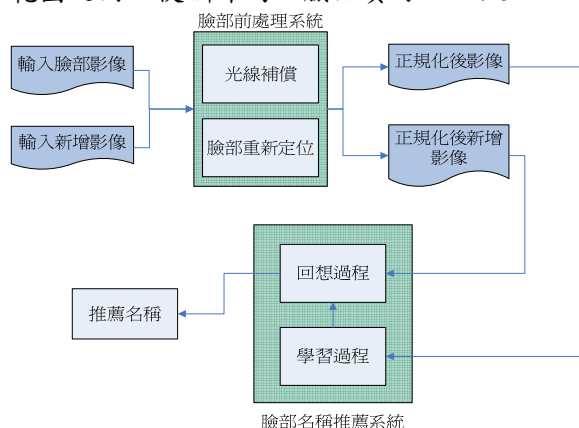 臉部前處理系統
輸入臉部影像
光線補償
正規化後影像
輸入新增影像
臉部重新定位
正規化後新增
影像
回想過程
推薦名稱
學習過程
臉部名稱推薦系統